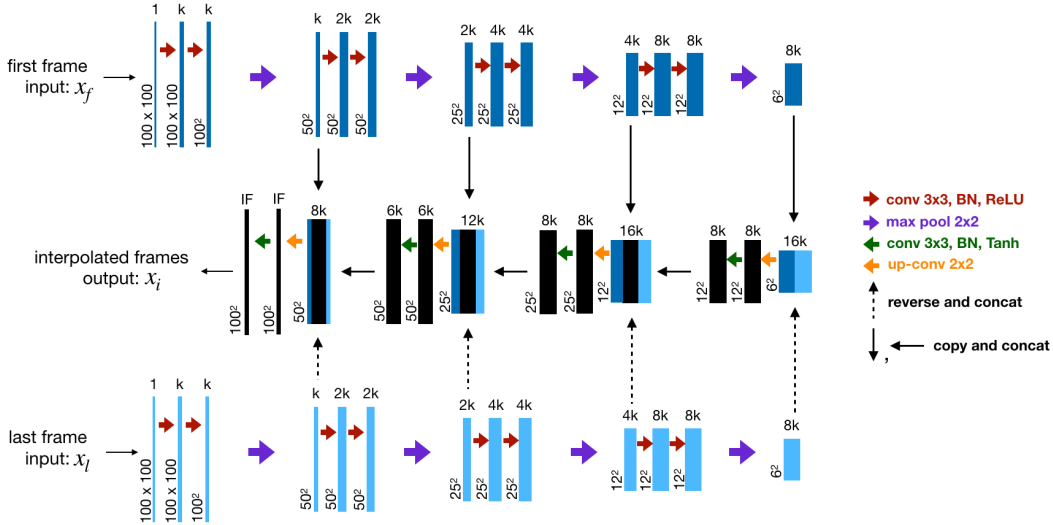 1 k k
k 2k 2k
2k 4k 4k
4k 8k 8k
8k
first frame
input: x_f
100 x 100
100 x 100
100²
50² 50² 50²
25² 25² 25²
12² 12² 12²
6²
IF IF
8k
6k 6k
12k
8k 8k
16k
8k 8k
16k
interpolated frames
output: x_i
100² 100²
50²
50² 50²
25²
25² 25²
12²
12² 12²
6²
conv 3x3, BN, ReLU
max pool 2x2
conv 3x3, BN, Tanh
up-conv 2x2
reverse and concat
, copy and concat
1 k k
k 2k 2k
2k 4k 4k
4k 8k 8k
8k
last frame
input: x_l
100 x 100
100 x 100
100²
50² 50² 50²
25² 25² 25²
12² 12² 12²
6²